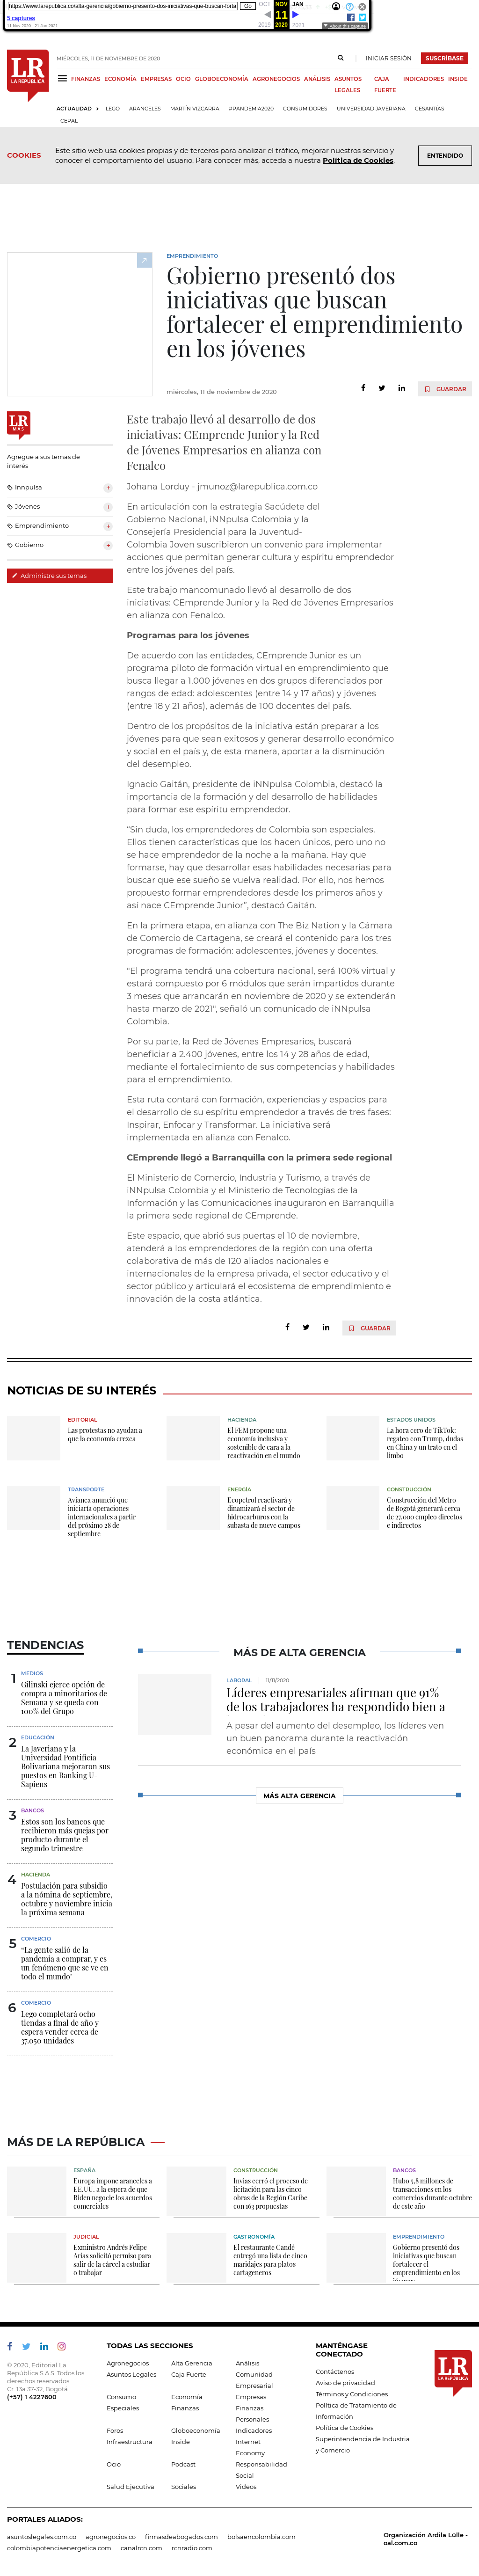 https://www.larepublica.co/alta-gerencia/gobierno-presento-dos-iniciativas-que-buscan-forta
Go
OCT
NOV
JAN
11
2019
2020
2021
5 captures
11 Nov 2020 - 21 Jan 2021
About this capture
LR
LA REPÚBLICA
MIÉRCOLES, 11 DE NOVIEMBRE DE 2020
INICIAR SESIÓN
SUSCRÍBASE
FINANZAS
ECONOMÍA
EMPRESAS
OCIO
GLOBOECONOMÍA
AGRONEGOCIOS
ANÁLISIS
ASUNTOS LEGALES
CAJA FUERTE
INDICADORES
INSIDE
ACTUALIDAD
LEGO
ARANCELES
MARTÍN VIZCARRA
#PANDEMIA2020
CONSUMIDORES
UNIVERSIDAD JAVERIANA
CESANTÍAS
CEPAL
COOKIES
Este sitio web usa cookies propias y de terceros para analizar el tráfico, mejorar nuestros servicio y
conocer el comportamiento del usuario. Para conocer más, acceda a nuestra Política de Cookies.
ENTENDIDO
EMPRENDIMIENTO
Gobierno presentó dos
iniciativas que buscan
fortalecer el emprendimiento
en los jóvenes
miércoles, 11 de noviembre de 2020
GUARDAR
LR
MÁS
Agregue a sus temas de
interés
Innpulsa
Jóvenes
Emprendimiento
Gobierno
Administre sus temas
Este trabajo llevó al desarrollo de dos
iniciativas: CEmprende Junior y la Red
de Jóvenes Empresarios en alianza con
Fenalco
Johana Lorduy - jmunoz@larepublica.com.co
En articulación con la estrategia Sacúdete del
Gobierno Nacional, iNNpulsa Colombia y la
Consejería Presidencial para la Juventud-
Colombia Joven suscribieron un convenio para implementar
acciones que permitan generar cultura y espíritu emprendedor
entre los jóvenes del país.
Este trabajo mancomunado llevó al desarrollo de dos
iniciativas: CEmprende Junior y la Red de Jóvenes Empresarios
en alianza con Fenalco.
Programas para los jóvenes
De acuerdo con las entidades, CEmprende Junior es un
programa piloto de formación virtual en emprendimiento que
busca llegar a 1.000 jóvenes en dos grupos diferenciados por
rangos de edad: adolescentes (entre 14 y 17 años) y jóvenes
(entre 18 y 21 años), además de 100 docentes del país.
Dentro de los propósitos de la iniciativa están preparar a los
jóvenes para que sean exitosos y generar desarrollo económico
y social en el país y, de esta manera, aportar a la disminución
del desempleo.
Ignacio Gaitán, presidente de iNNpulsa Colombia, destacó la
importancia de la formación y del desarrollo de habilidades
para formar ese espíritu emprendedor.
“Sin duda, los emprendedores de Colombia son especiales.
Ellos tienen características que los hacen únicos, pero uno no
se hace emprendedor de la noche a la mañana. Hay que
formarse, hay que desarrollar esas habilidades necesarias para
buscar que ese sueño se vuelva realidad. Por ello, nos hemos
propuesto formar emprendedores desde los primeros años y
así nace CEmprende Junior”, destacó Gaitán.
En la primera etapa, en alianza con The Biz Nation y la Cámara
de Comercio de Cartagena, se creará el contenido para los tres
programas de formación: adolescentes, jóvenes y docentes.
"El programa tendrá una cobertura nacional, será 100% virtual y
estará compuesto por 6 módulos que serán impartidos durante
3 meses que arrancarán en noviembre de 2020 y se extenderán
hasta marzo de 2021", señaló un comunicado de iNNpulsa
Colombia.
Por su parte, la Red de Jóvenes Empresarios, buscará
beneficiar a 2.400 jóvenes, entre los 14 y 28 años de edad,
mediante el fortalecimiento de las competencias y habilidades
para el emprendimiento.
Esta ruta contará con formación, experiencias y espacios para
el desarrollo de su espíritu emprendedor a través de tres fases:
Inspirar, Enfocar y Transformar. La iniciativa será
implementada en alianza con Fenalco.
CEmprende llegó a Barranquilla con la primera sede regional
El Ministerio de Comercio, Industria y Turismo, a través de
iNNpulsa Colombia y el Ministerio de Tecnologías de la
Información y las Comunicaciones inauguraron en Barranquilla
la primera sede regional de CEmprende.
Este espacio, que abrió sus puertas el 10 de noviembre,
atenderá a los emprendedores de la región con una oferta
robusta de más de 120 aliados nacionales e
internacionales de la empresa privada, el sector educativo y el
sector público y articulará el ecosistema de emprendimiento e
innovación de la costa atlántica.
GUARDAR
NOTICIAS DE SU INTERÉS
EDITORIAL
Las protestas no ayudan a
que la economía crezca
HACIENDA
El FEM propone una
economía inclusiva y
sostenible de cara a la
reactivación en el mundo
ESTADOS UNIDOS
La hora cero de TikTok:
regateo con Trump, dudas
en China y un trato en el
limbo
TRANSPORTE
Avianca anunció que
iniciaría operaciones
internacionales a partir
del próximo 28 de
septiembre
ENERGÍA
Ecopetrol reactivará y
dinamizará el sector de
hidrocarburos con la
subasta de nueve campos
CONSTRUCCIÓN
Construcción del Metro
de Bogotá generará cerca
de 27.000 empleo directos
e indirectos
TENDENCIAS
1
MEDIOS
Gilinski ejerce opción de
compra a minoritarios de
Semana y se queda con
100% del Grupo
2
EDUCACIÓN
La Javeriana y la
Universidad Pontificia
Bolivariana mejoraron sus
puestos en Ranking U-
Sapiens
3
BANCOS
Estos son los bancos que
recibieron más quejas por
producto durante el
segundo trimestre
4
HACIENDA
Postulación para subsidio
a la nómina de septiembre,
octubre y noviembre inicia
la próxima semana
5
COMERCIO
“La gente salió de la
pandemia a comprar, y es
un fenómeno que se ve en
todo el mundo"
6
COMERCIO
Lego completará ocho
tiendas a final de año y
espera vender cerca de
37.050 unidades
MÁS DE ALTA GERENCIA
LABORAL
11/11/2020
Líderes empresariales afirman que 91%
de los trabajadores ha respondido bien a
A pesar del aumento del desempleo, los líderes ven
un buen panorama durante la reactivación
económica en el país
MÁS ALTA GERENCIA
MÁS DE LA REPÚBLICA
ESPAÑA
Europa impone aranceles a
EE.UU. a la espera de que
Biden negocie los acuerdos
comerciales
CONSTRUCCIÓN
Invías cerró el proceso de
licitación para las cinco
obras de la Región Caribe
con 163 propuestas
BANCOS
Hubo 5,8 millones de
transacciones en los
comercios durante octubre
de este año
JUDICIAL
Exministro Andrés Felipe
Arias solicitó permiso para
salir de la cárcel a estudiar
o trabajar
GASTRONOMÍA
El restaurante Candé
entregó una lista de cinco
maridajes para platos
cartageneros
EMPRENDIMIENTO
Gobierno presentó dos
iniciativas que buscan
fortalecer el
emprendimiento en los
jóvenes
© 2020, Editorial La
República S.A.S. Todos los
derechos reservados.
Cr. 13a 37-32, Bogotá
(+57) 1 4227600
TODAS LAS SECCIONES
Agronegocios
Alta Gerencia
Análisis
Asuntos Legales
Caja Fuerte
Comunidad Empresarial
Consumo
Economía
Empresas
Especiales
Finanzas
Finanzas Personales
Foros
Globoeconomía
Indicadores
Infraestructura
Inside
Internet Economy
Ocio
Podcast
Responsabilidad Social
Salud Ejecutiva
Sociales
Videos
MANTÉNGASE
CONECTADO
Contáctenos
Aviso de privacidad
Términos y Condiciones
Política de Tratamiento de
Información
Política de Cookies
Superintendencia de Industria
y Comercio
LR
LA REPÚBLICA
PORTALES ALIADOS:
asuntoslegales.com.co
agronegocios.co
firmasdeabogados.com
bolsaencolombia.com
colombiapotenciaenergetica.com
canalrcn.com
rcnradio.com
Organización Ardila Lülle -
oal.com.co